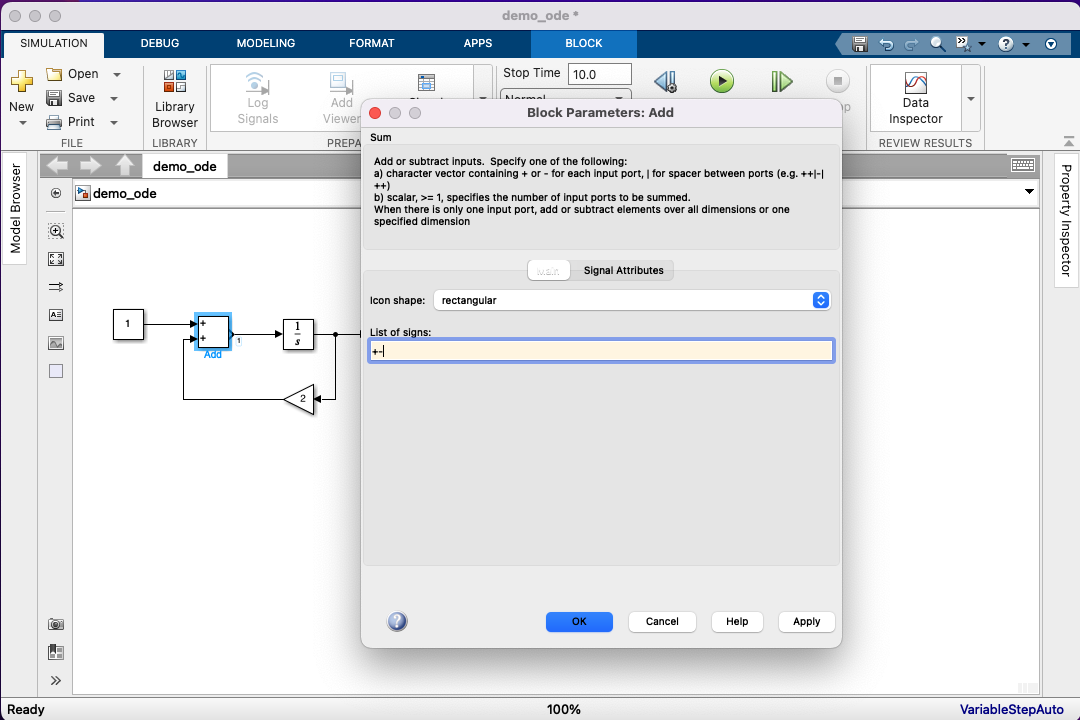 demo_ode *
SIMULATION DEBUG MODELING FORMAT APPS BLOCK
New
Open
Save
Print
FILE
Library
Browser
LIBRARY
Log
Signals
Add
Viewer
PREPA
Stop Time 10.0
Normal
Data
Inspector
REVIEW RESULTS
Model Browser
demo_ode
demo_ode
Property Inspector
1
+
+
Add
1
1
s
2
Block Parameters: Add
Sum
Add or subtract inputs. Specify one of the following:
a) character vector containing + or - for each input port, | for spacer between ports (e.g. ++|-|
++)
b) scalar, >= 1, specifies the number of input ports to be summed.
When there is only one input port, add or subtract elements over all dimensions or one
specified dimension
Main Signal Attributes
Icon shape: rectangular
List of signs:
+-
OK Cancel Help Apply
Ready 100% VariableStepAuto